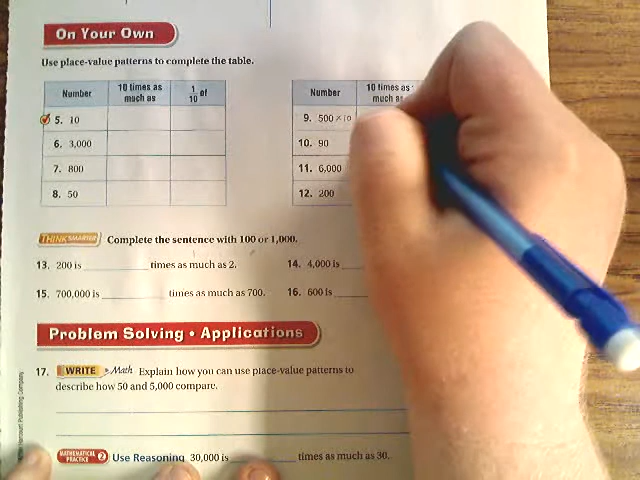 On Your Own
Use place-value patterns to complete the table.
Number 10 times as much as 1/10 of
5. 10
6. 3,000
7. 800
8. 50
Number 10 times as much as
9. 500 × 10
10. 90
11. 6,000
12. 200
THINK SMARTER Complete the sentence with 100 or 1,000.
13. 200 is __________ times as much as 2.
14. 4,000 is
15. 700,000 is __________ times as much as 700.
16. 600 is
Problem Solving • Applications
17. WRITE Math Explain how you can use place-value patterns to
describe how 50 and 5,000 compare.
MATHEMATICAL PRACTICE 2 Use Reasoning 30,000 is __________ times as much as 30.
Harcourt Publishing Company